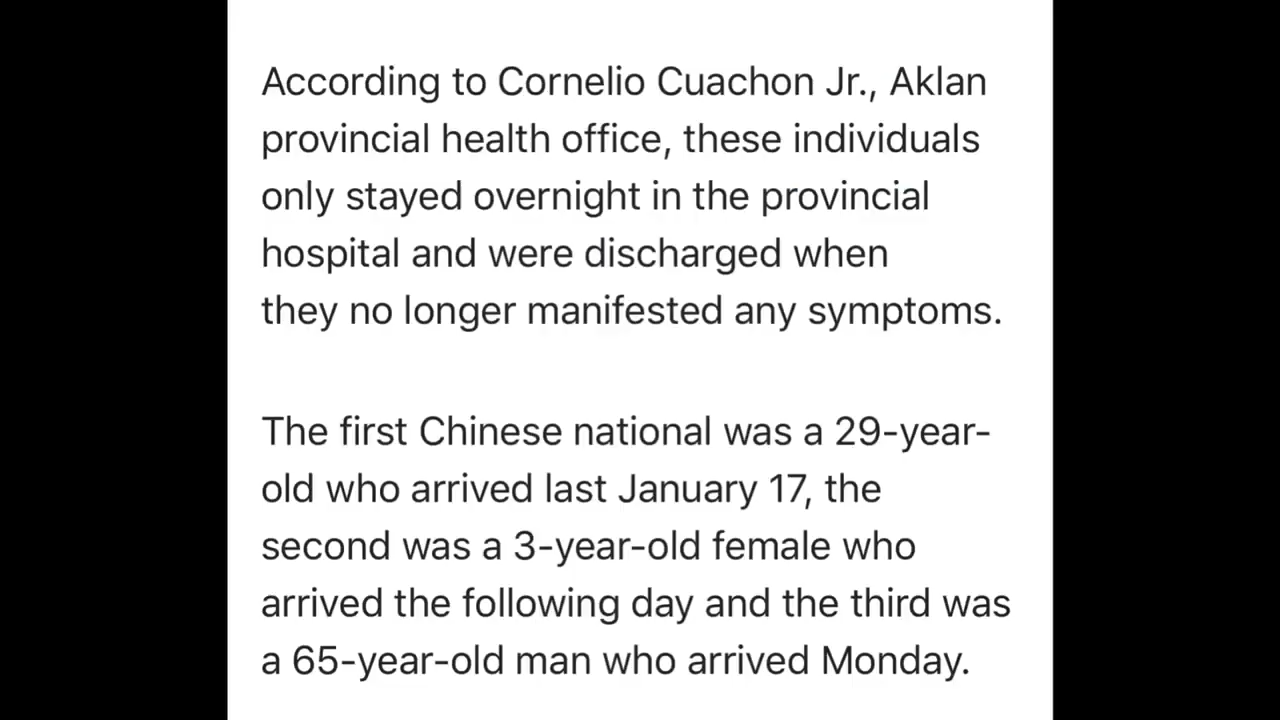 According to Cornelio Cuachon Jr., Aklan
provincial health office, these individuals
only stayed overnight in the provincial
hospital and were discharged when
they no longer manifested any symptoms.
The first Chinese national was a 29-year-
old who arrived last January 17, the
second was a 3-year-old female who
arrived the following day and the third was
a 65-year-old man who arrived Monday.